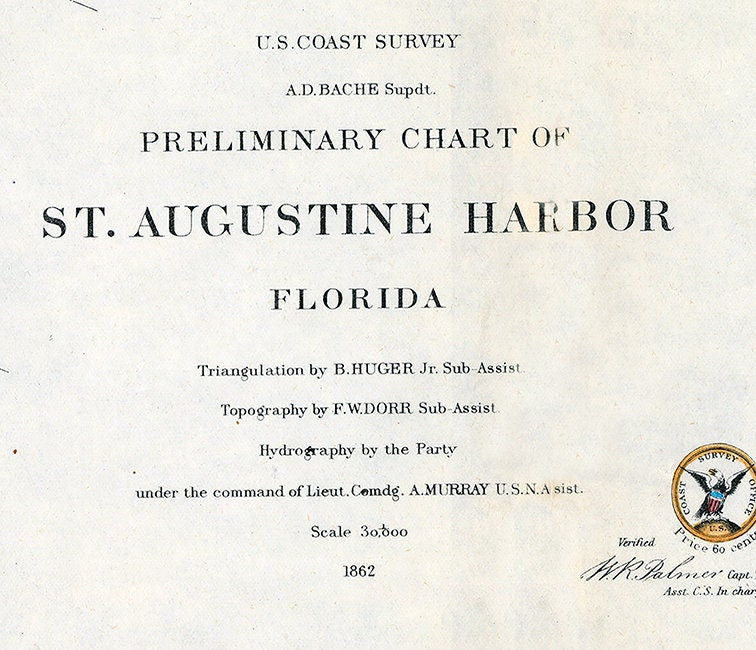 U.S. COAST SURVEY
A.D. BACHE Supdt.
PRELIMINARY CHART OF
ST. AUGUSTINE HARBOR
FLORIDA
Triangulation by B. HUGER Jr. Sub-Assist.
Topography by F.W. DORR Sub-Assist.
Hydrography by the Party
under the command of Lieut. Comdg. A. MURRAY U.S.N. A sist.
Scale 30,000
1862
COAST SURVEY OFFICE
U.S.
Price 60 cents
Verified
W.R. Palmer Capt.
Asst. C.S. In char